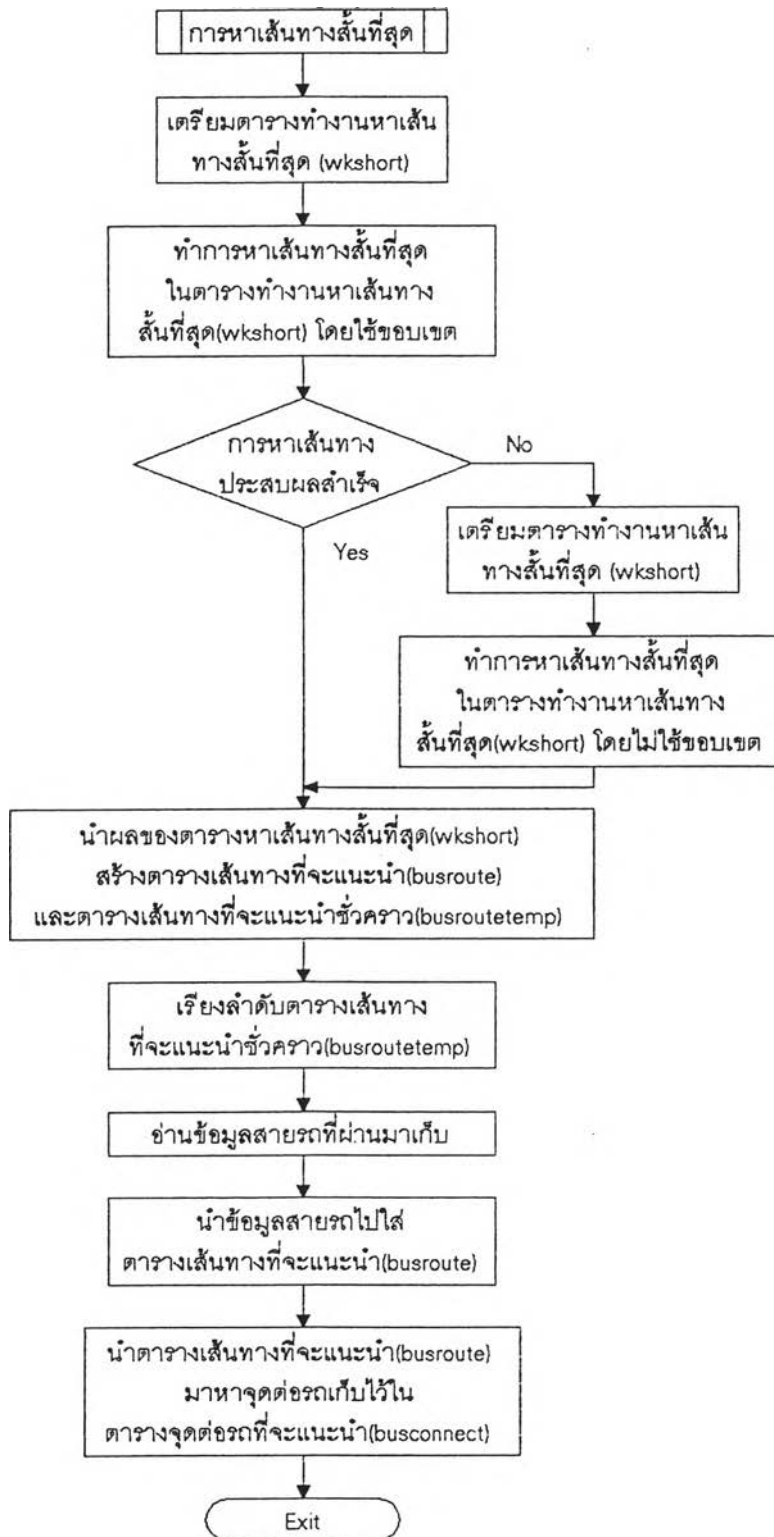 การหาเส้นทางสั้นที่สุด
เตรียมตารางทำงานหาเส้น
ทางสั้นที่สุด (wkshort)
ทำการหาเส้นทางสั้นที่สุด
ในตารางทำงานหาเส้นทาง
สั้นที่สุด(wkshort) โดยใช้ขอบเขต
การหาเส้นทาง
ประสบผลสำเร็จ
No
Yes
เตรียมตารางทำงานหาเส้น
ทางสั้นที่สุด (wkshort)
ทำการหาเส้นทางสั้นที่สุด
ในตารางทำงานหาเส้นทาง
สั้นที่สุด(wkshort) โดยไม่ใช้ขอบเขต
นำผลของตารางหาเส้นทางสั้นที่สุด(wkshort)
สร้างตารางเส้นทางที่จะแนะนำ(busroute)
และตารางเส้นทางที่จะแนะนำชั่วคราว(busroutetemp)
เรียงลำดับตารางเส้นทาง
ที่จะแนะนำชั่วคราว(busroutetemp)
อ่านข้อมูลสายรถที่ผ่านมาเก็บ
นำข้อมูลสายรถไปใส่
ตารางเส้นทางที่จะแนะนำ(busroute)
นำตารางเส้นทางที่จะแนะนำ(busroute)
มาหาจุดต่อรถเก็บไว้ใน
ตารางจุดต่อรถที่จะแนะนำ(busconnect)
Exit